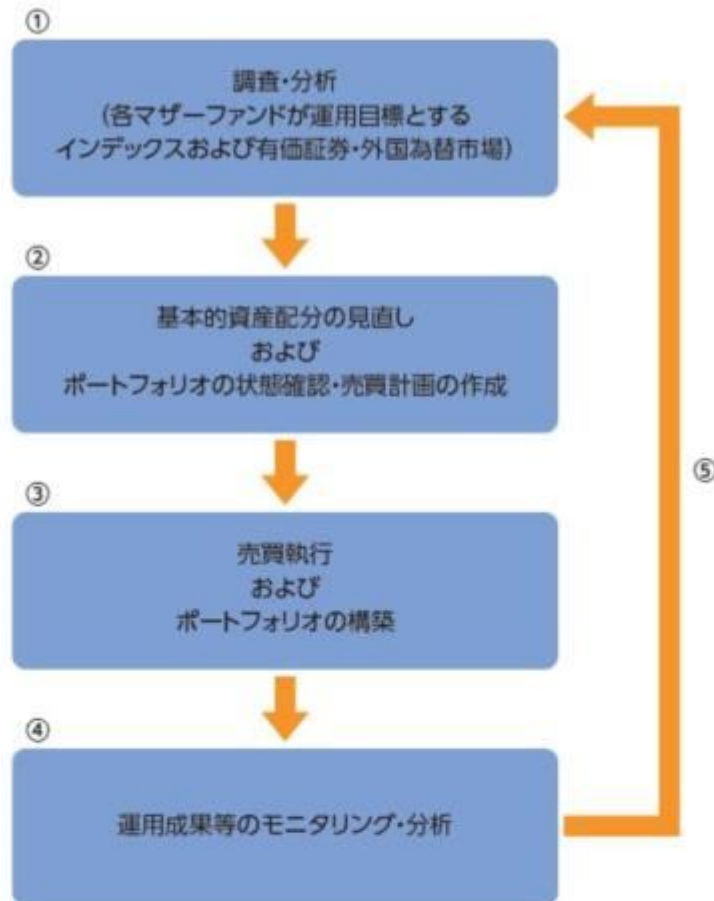 ①
調査・分析
(各マザーファンドが運用目標とする
インデックスおよび有価証券・外国為替市場)
②
基本的資産配分の見直し
および
ポートフォリオの状態確認・売買計画の作成
③
売買執行
および
ポートフォリオの構築
④
運用成果等のモニタリング・分析
⑤